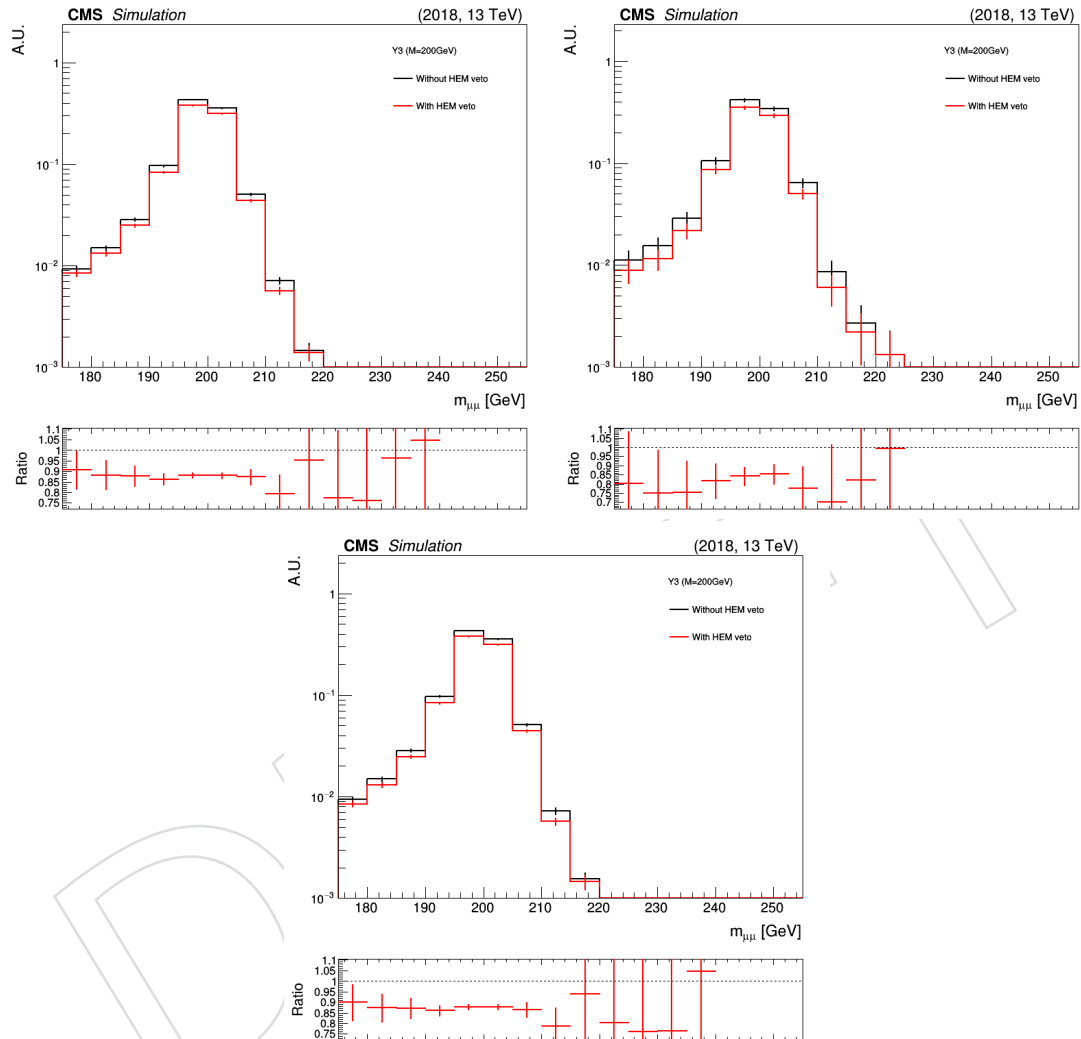 CMS Simulation (2018, 13 TeV)
A.U.
Y3 (M=200GeV)
Without HEM veto
With HEM veto
1
10⁻¹
10⁻²
10⁻³
180 190 200 210 220 230 240 250
m_μμ [GeV]
Ratio
1.1
1.05
1
0.95
0.9
0.85
0.8
0.75
CMS Simulation (2018, 13 TeV)
A.U.
Y3 (M=200GeV)
Without HEM veto
With HEM veto
1
10⁻¹
10⁻²
10⁻³
180 190 200 210 220 230 240 250
m_μμ [GeV]
Ratio
1.1
1.05
1
0.95
0.9
0.85
0.8
0.75
0.7
CMS Simulation (2018, 13 TeV)
A.U.
Y3 (M=200GeV)
Without HEM veto
With HEM veto
1
10⁻¹
10⁻²
10⁻³
180 190 200 210 220 230 240 250
m_μμ [GeV]
Ratio
1.1
1.05
1
0.95
0.9
0.85
0.8
0.75